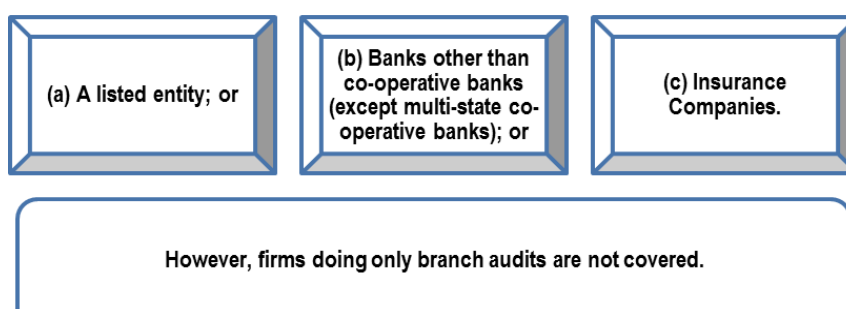 (a) A listed entity; or
(b) Banks other than
co-operative banks
(except multi-state co-
operative banks); or
(c) Insurance
Companies.
However, firms doing only branch audits are not covered.